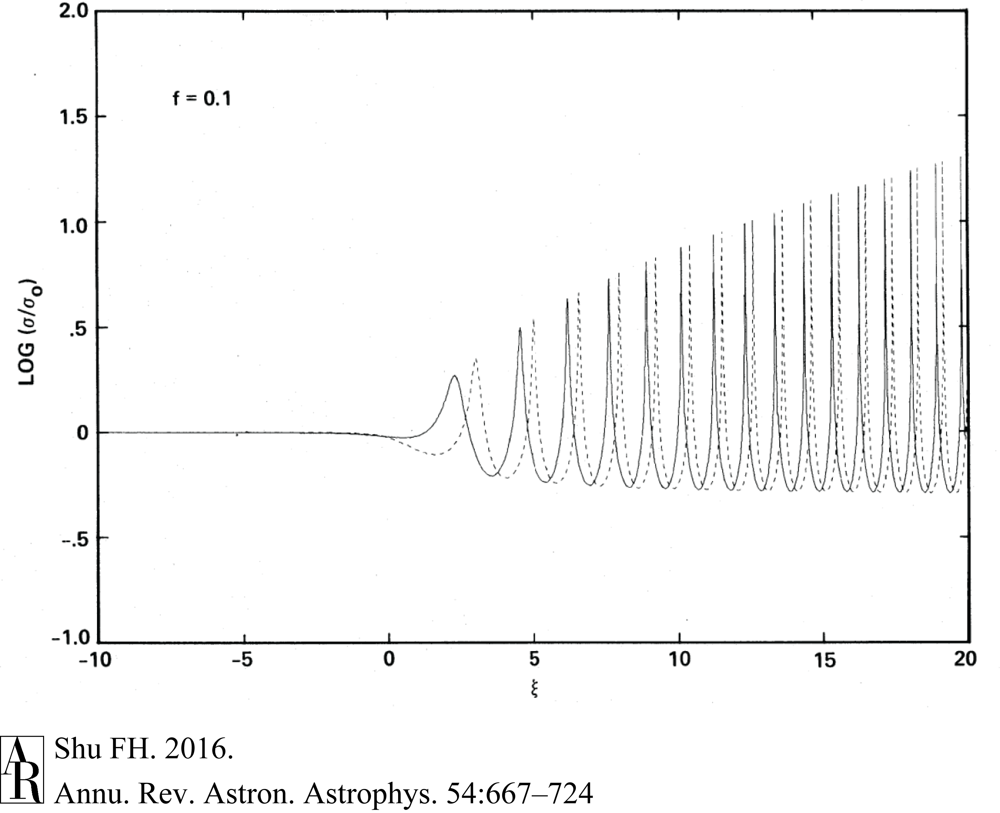 2.0
f = 0.1
1.5
1.0
LOG (σ/σo)
.5
0
-.5
-1.0
-10 -5 0 5 10 15 20
ξ
AR
Shu FH. 2016.
Annu. Rev. Astron. Astrophys. 54:667–724